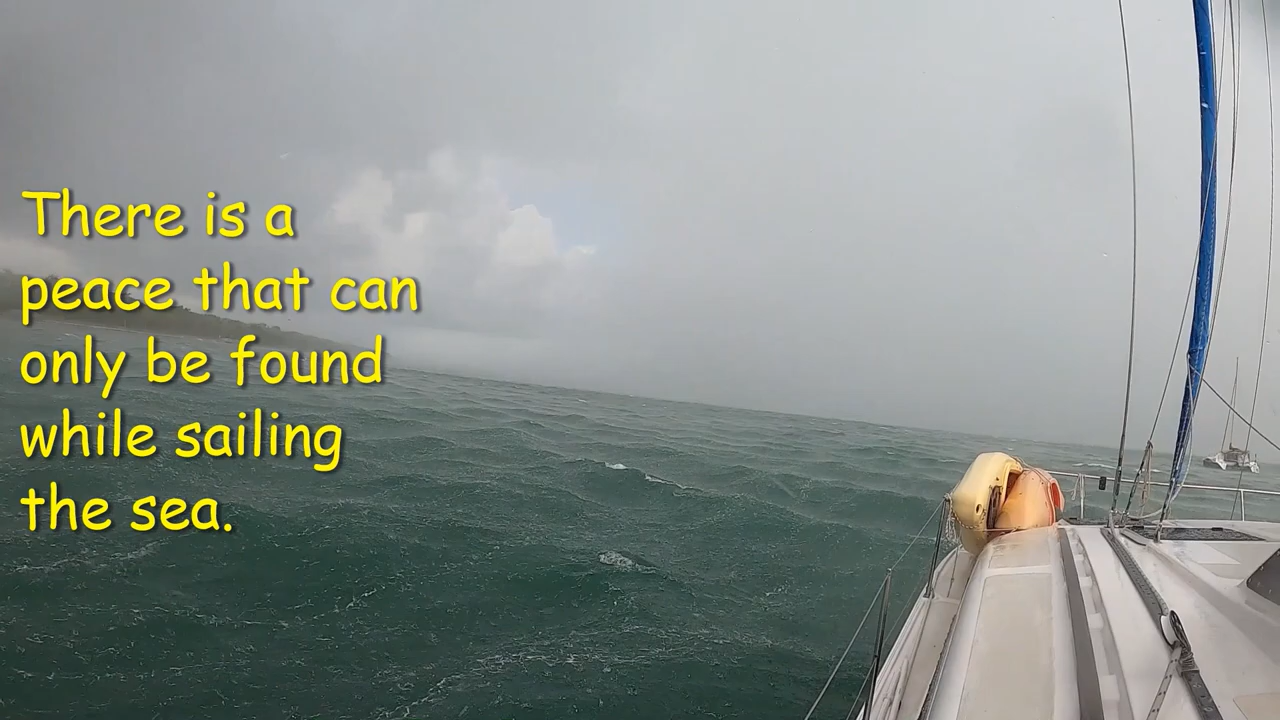 There is a
peace that can
only be found
while sailing
the sea.